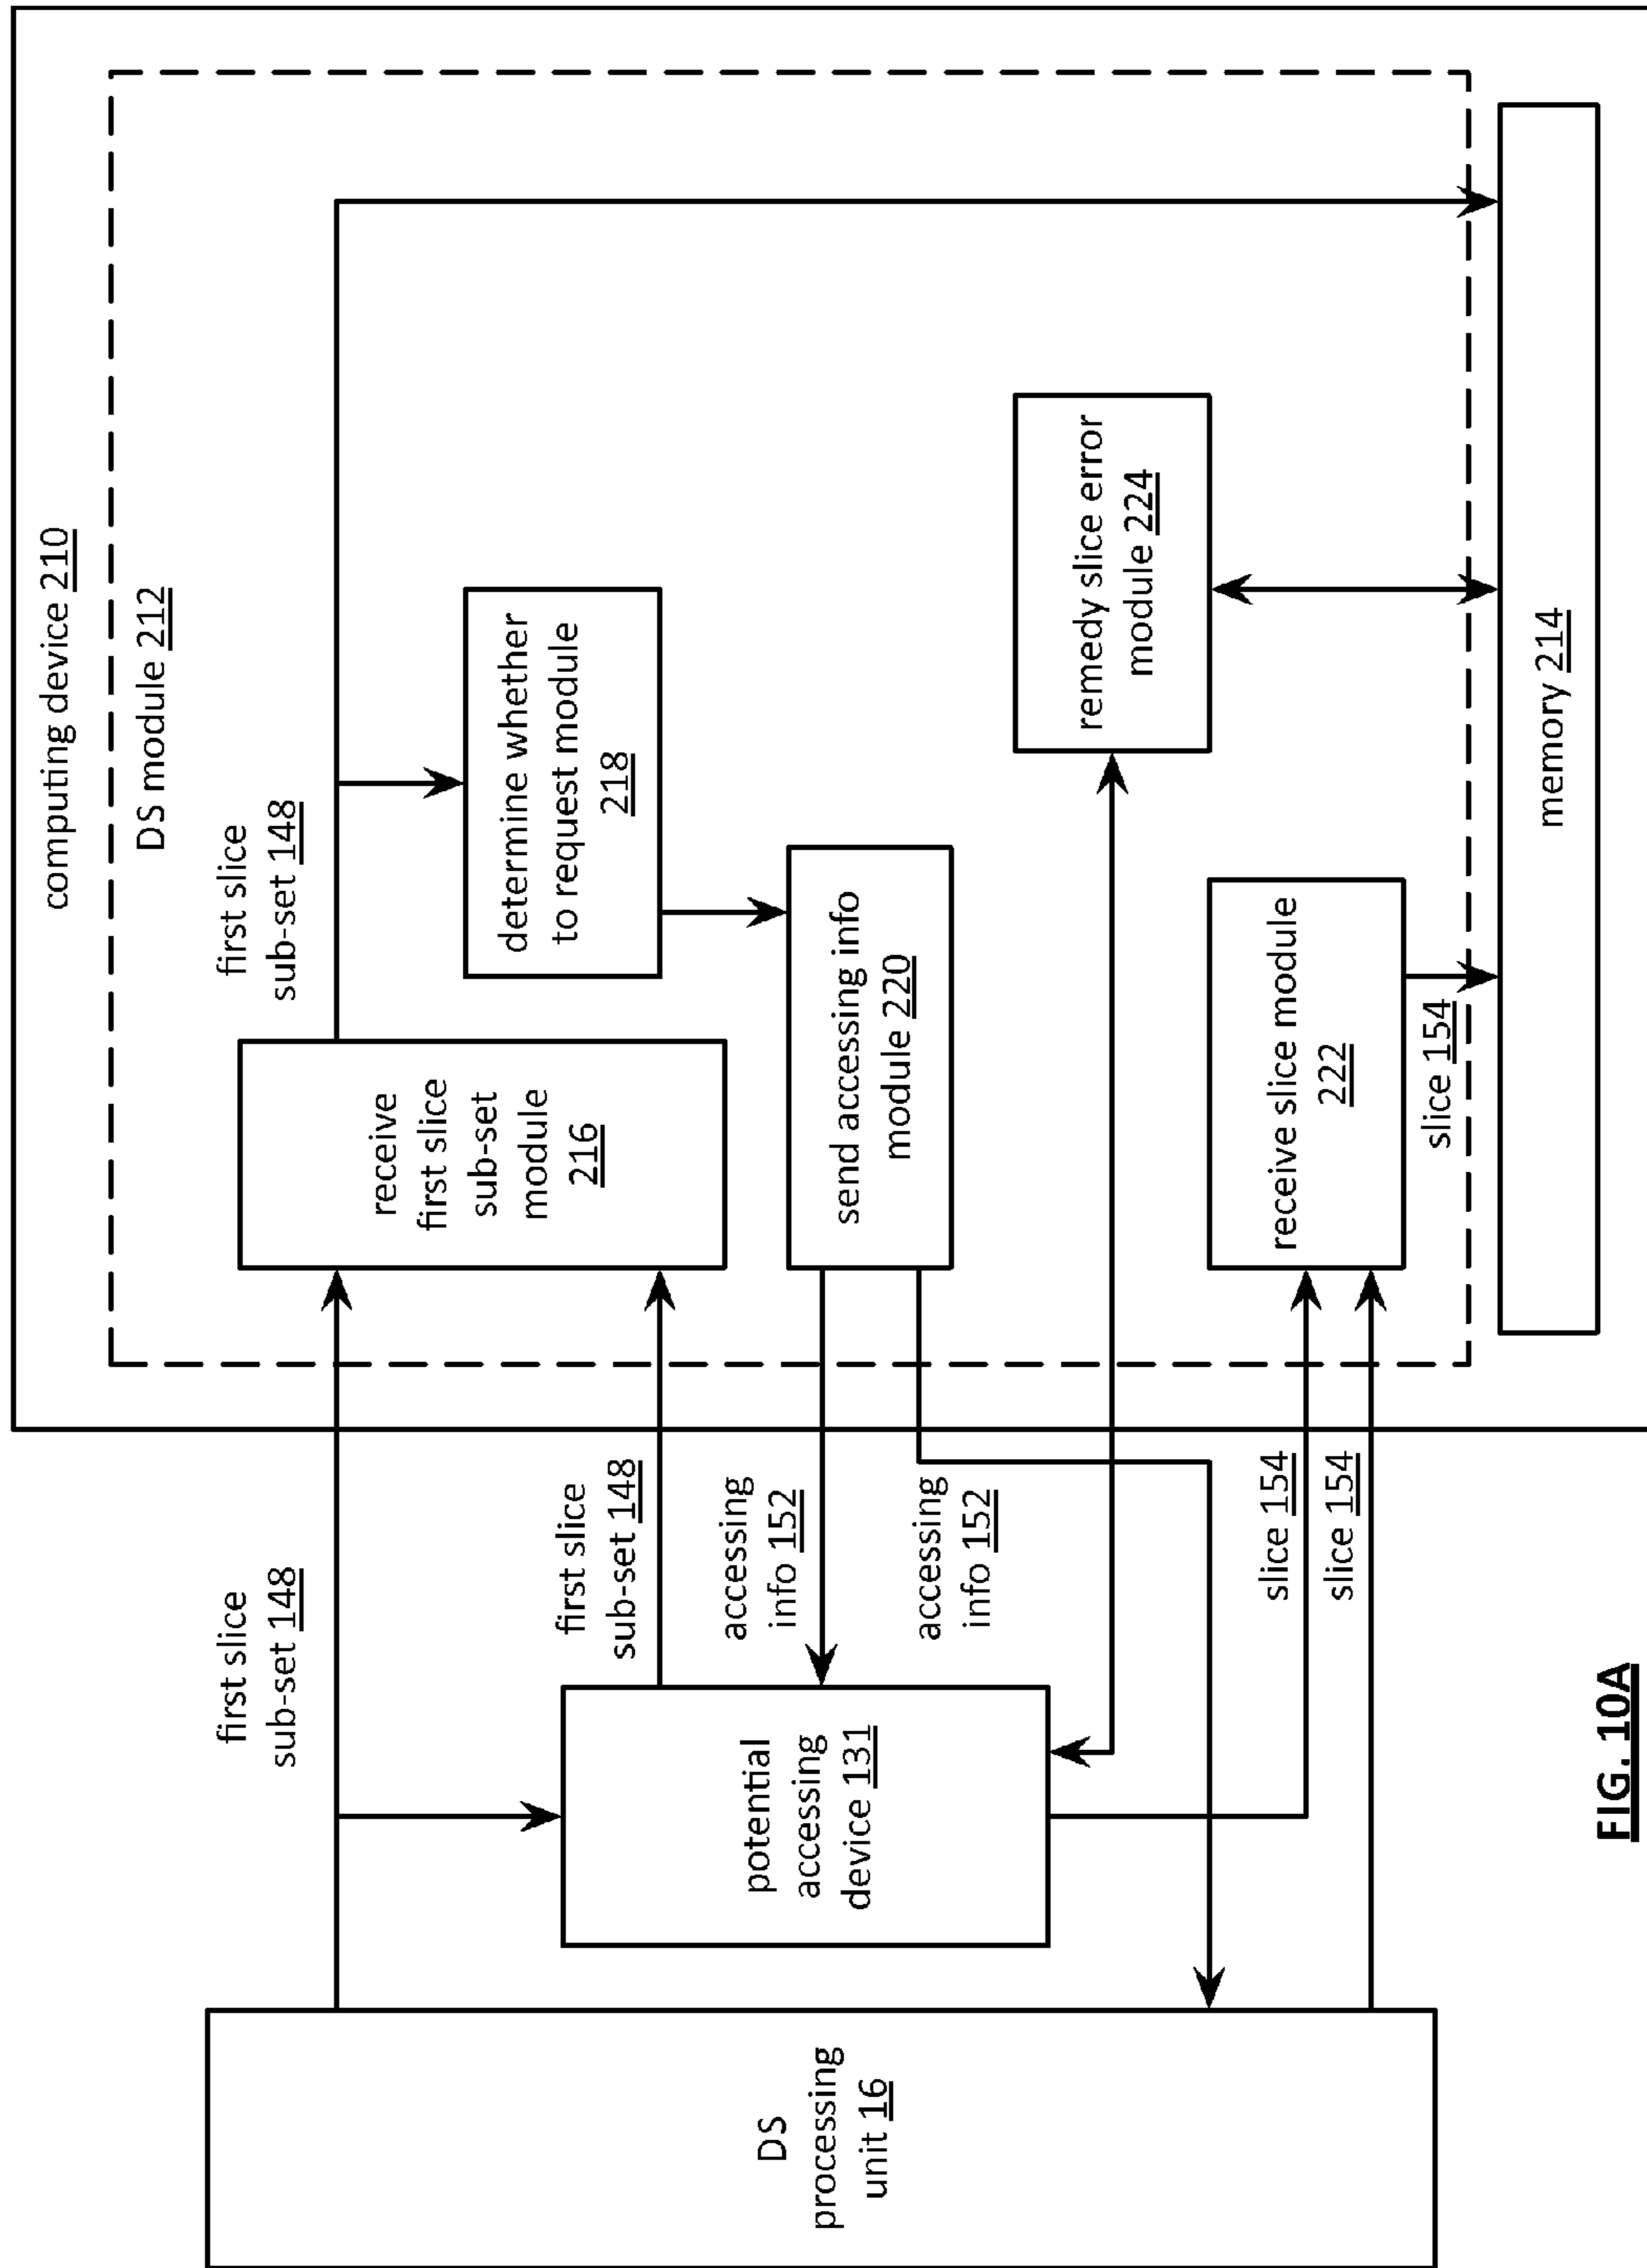 computing device 210
DS module 212
first slice
sub-set 148
first slice
sub-set 148
receive
first slice
sub-set
module
216
determine whether
to request module
218
first slice
sub-set 148
DS
processing
unit 16
potential
accessing
device 131
accessing
info 152
accessing
info 152
send accessing info
module 220
remedy slice error
module 224
slice 154
slice 154
receive slice module
222
slice 154
memory 214
FIG. 10A